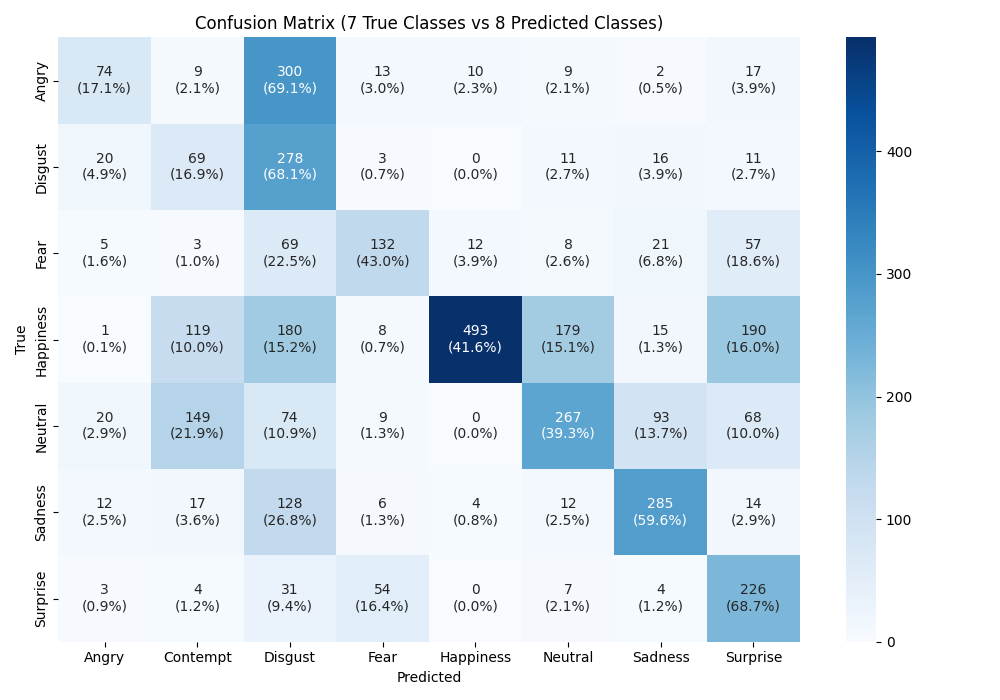 Confusion Matrix (7 True Classes vs 8 Predicted Classes)
Angry 74 9 300 13 10 9 2 17
(17.1%) (2.1%) (69.1%) (3.0%) (2.3%) (2.1%) (0.5%) (3.9%)
Disgust 20 69 278 3 0 11 16 11
(4.9%) (16.9%) (68.1%) (0.7%) (0.0%) (2.7%) (3.9%) (2.7%)
Fear 5 3 69 132 12 8 21 57
(1.6%) (1.0%) (22.5%) (43.0%) (3.9%) (2.6%) (6.8%) (18.6%)
True
Happiness 1 119 180 8 493 179 15 190
(0.1%) (10.0%) (15.2%) (0.7%) (41.6%) (15.1%) (1.3%) (16.0%)
Neutral 20 149 74 9 0 267 93 68
(2.9%) (21.9%) (10.9%) (1.3%) (0.0%) (39.3%) (13.7%) (10.0%)
Sadness 12 17 128 6 4 12 285 14
(2.5%) (3.6%) (26.8%) (1.3%) (0.8%) (2.5%) (59.6%) (2.9%)
Surprise 3 4 31 54 0 7 4 226
(0.9%) (1.2%) (9.4%) (16.4%) (0.0%) (2.1%) (1.2%) (68.7%)
Angry Contempt Disgust Fear Happiness Neutral Sadness Surprise
Predicted
400
300
200
100
0